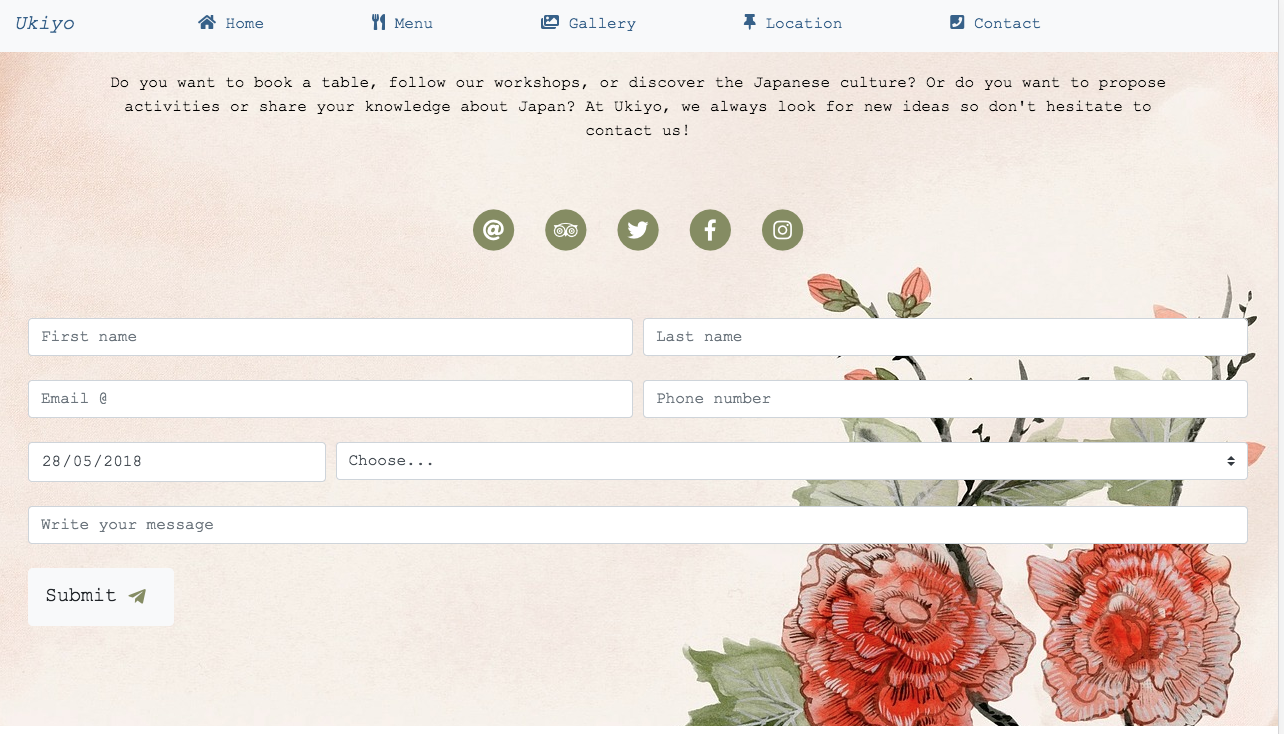 Ukiyo Home Menu Gallery Location Contact
Do you want to book a table, follow our workshops, or discover the Japanese culture? Or do you want to propose
activities or share your knowledge about Japan? At Ukiyo, we always look for new ideas so don't hesitate to
contact us!
First name Last name
Email @ Phone number
28/05/2018 Choose...
Write your message
Submit